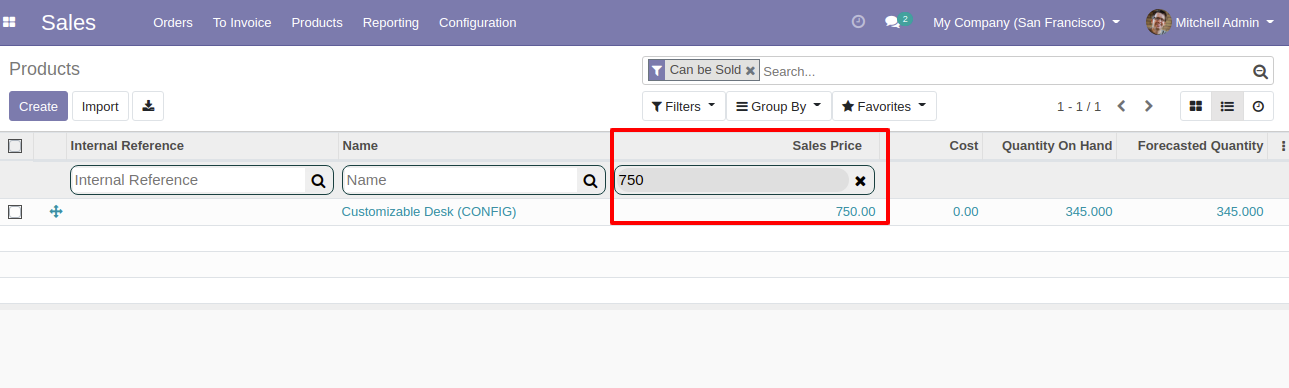 Sales Orders To Invoice Products Reporting Configuration 2 My Company (San Francisco) Mitchell Admin
Products
Can be Sold Search...
Create Import Filters Group By Favorites 1 - 1 / 1
Internal Reference Name Sales Price Cost Quantity On Hand Forecasted Quantity
Internal Reference Name 750
Customizable Desk (CONFIG) 750.00 0.00 345.000 345.000